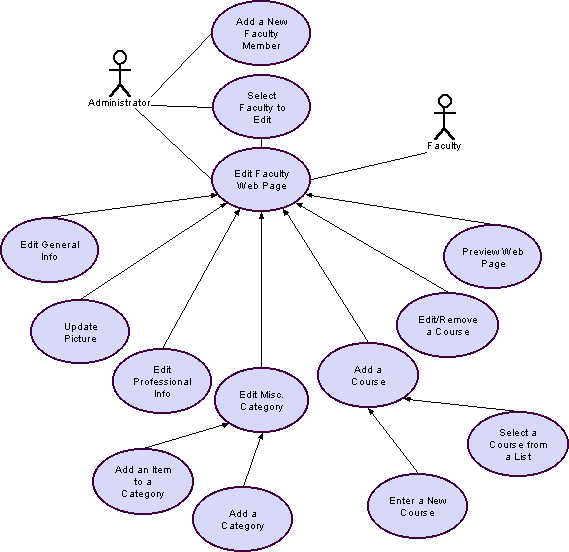 Add a New
Faculty
Member
Administrator
Select
Faculty to
Edit
Faculty
Edit Faculty
Web Page
Edit General
Info
Preview Web
Page
Update
Picture
Edit/Remove
a Course
Edit
Professional
Info
Edit Misc.
Category
Add a
Course
Select a
Course from
a List
Add an Item
to a
Category
Add a
Category
Enter a New
Course